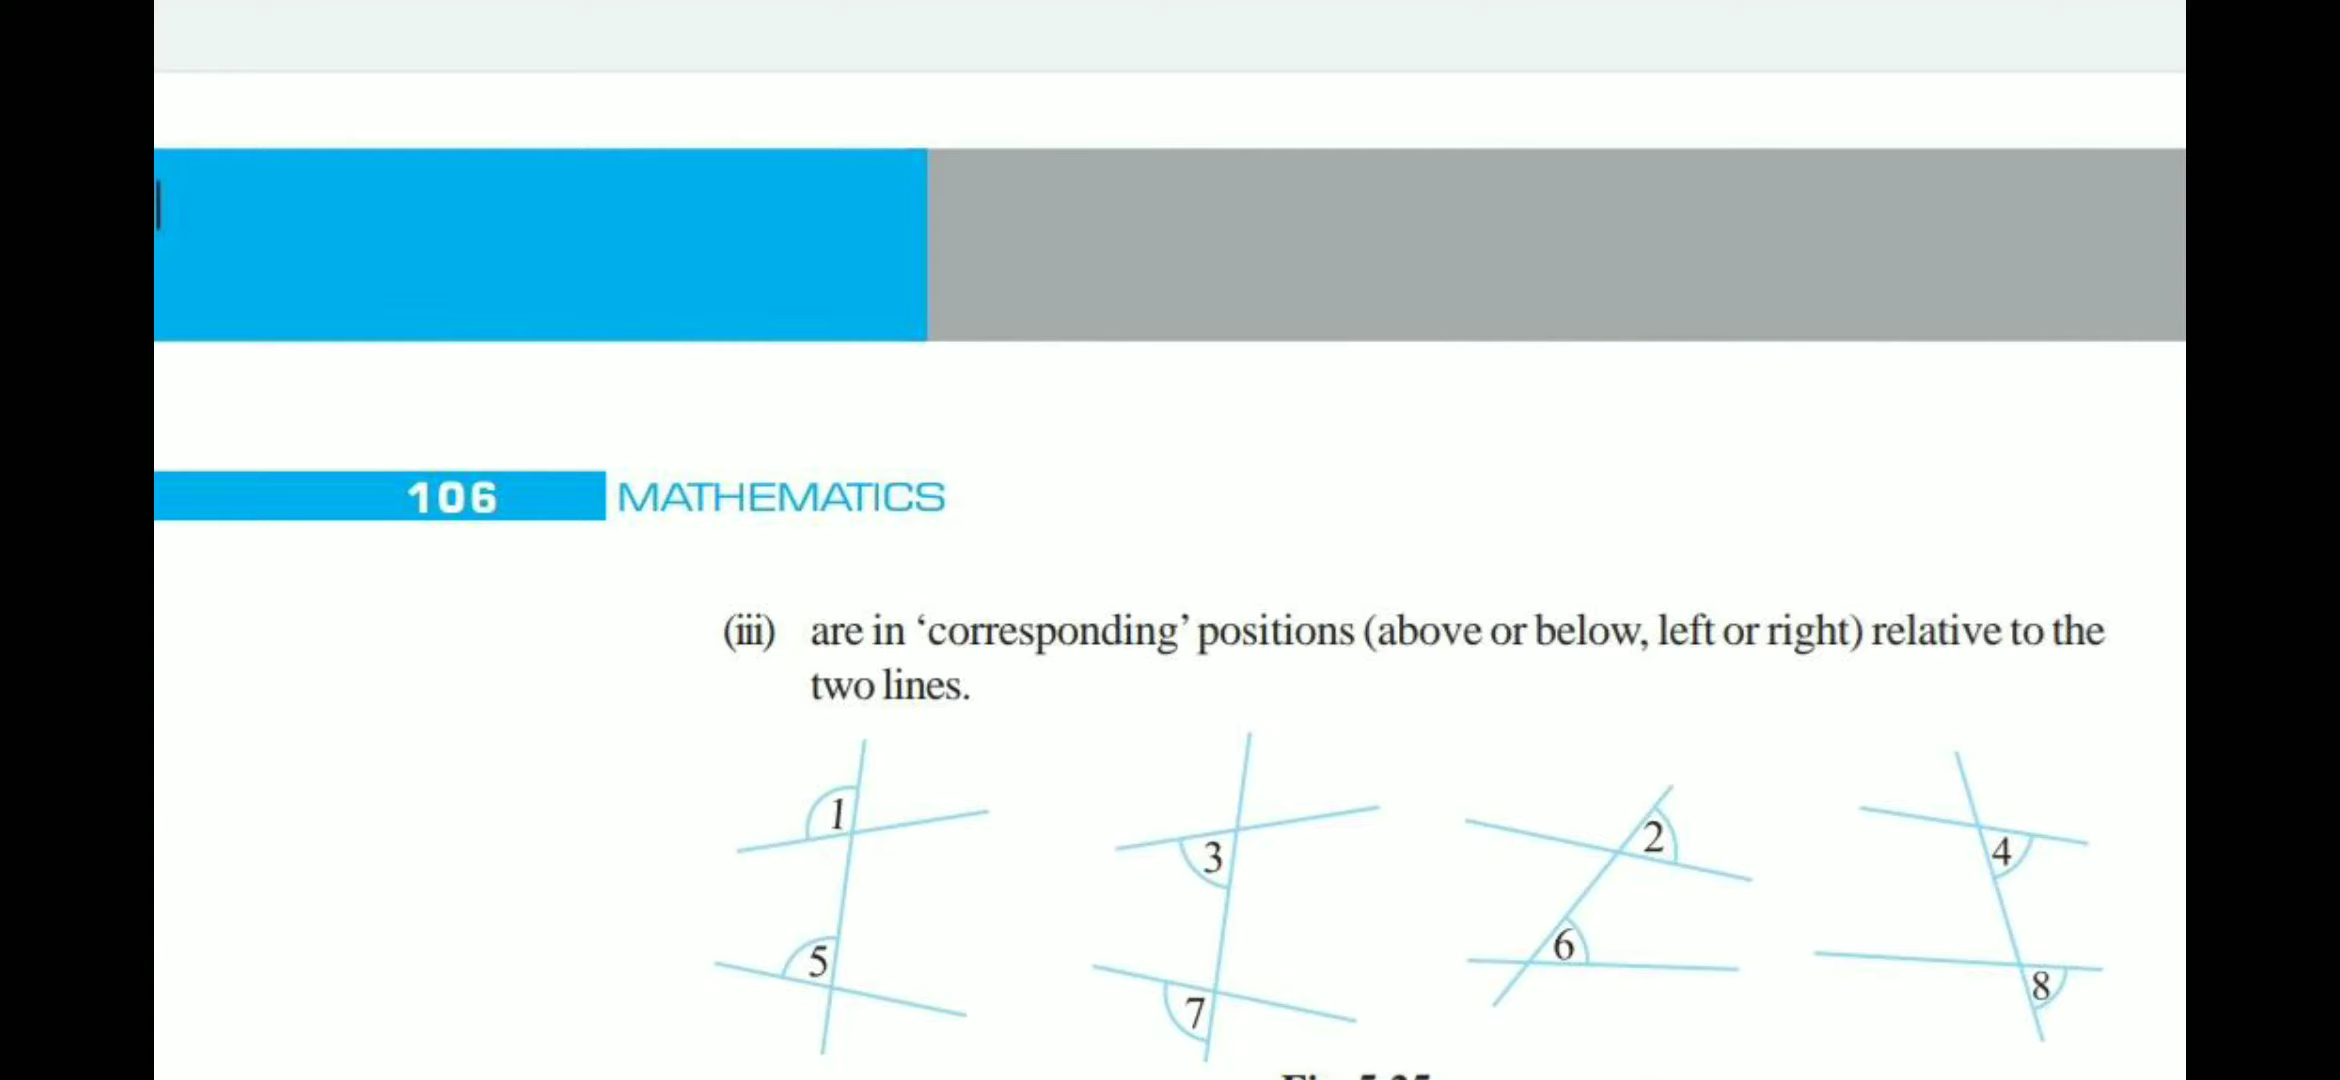 106 MATHEMATICS
(iii) are in ‘corresponding’ positions (above or below, left or right) relative to the
two lines.
1 3 2 4
5 7 6 8